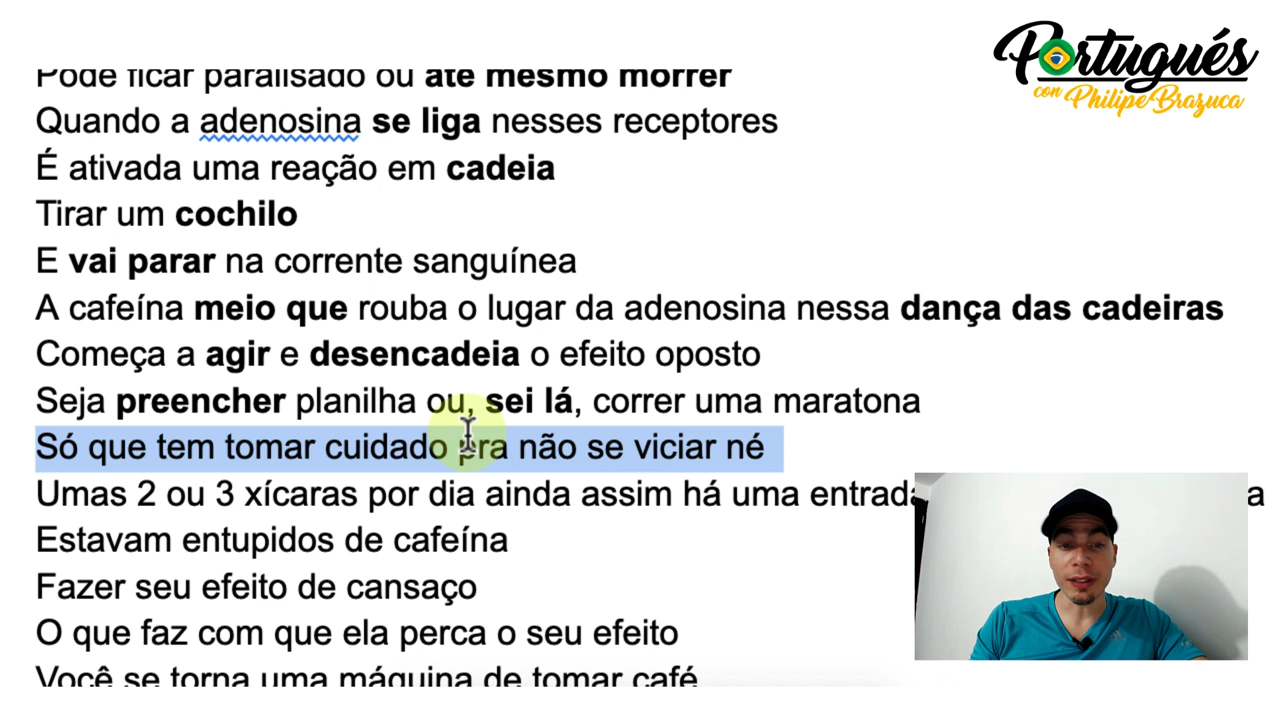 Portugués
con PhilipeBrazuca
Pode ficar paralisado ou até mesmo morrer
Quando a adenosina se liga nesses receptores
É ativada uma reação em cadeia
Tirar um cochilo
E vai parar na corrente sanguínea
A cafeína meio que rouba o lugar da adenosina nessa dança das cadeiras
Começa a agir e desencadeia o efeito oposto
Seja preencher planilha ou, sei lá, correr uma maratona
Só que tem tomar cuidado pra não se viciar né
Umas 2 ou 3 xícaras por dia ainda assim há uma entrada
Estavam entupidos de cafeína
Fazer seu efeito de cansaço
O que faz com que ela perca o seu efeito
Você se torna uma máquina de tomar café